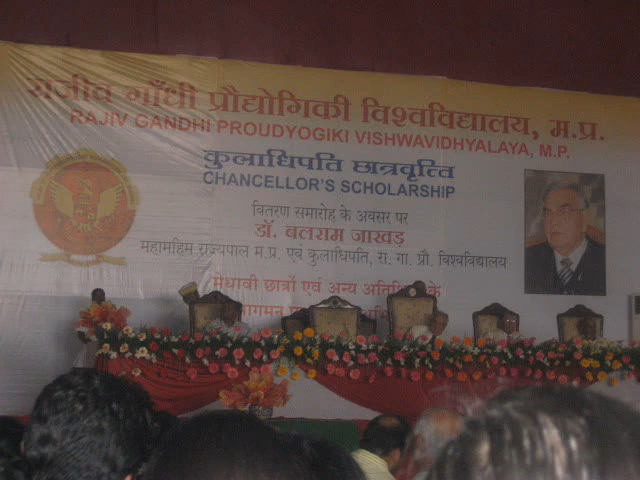 राजीव गाँधी प्रौद्योगिकी विश्वविद्यालय, म.प्र.
RAJIV GANDHI PROUDYOGIKI VISHWAVIDHYALAYA, M.P.
कुलाधिपति छात्रवृत्ति
CHANCELLOR'S SCHOLARSHIP
वितरण समारोह के अवसर पर
डॉ. बलराम जाखड़
महामहिम राज्यपाल म.प्र. एवं कुलाधिपति, रा. गा. प्रौ. विश्वविद्यालय
मेधावी छात्रों एवं अन्य के